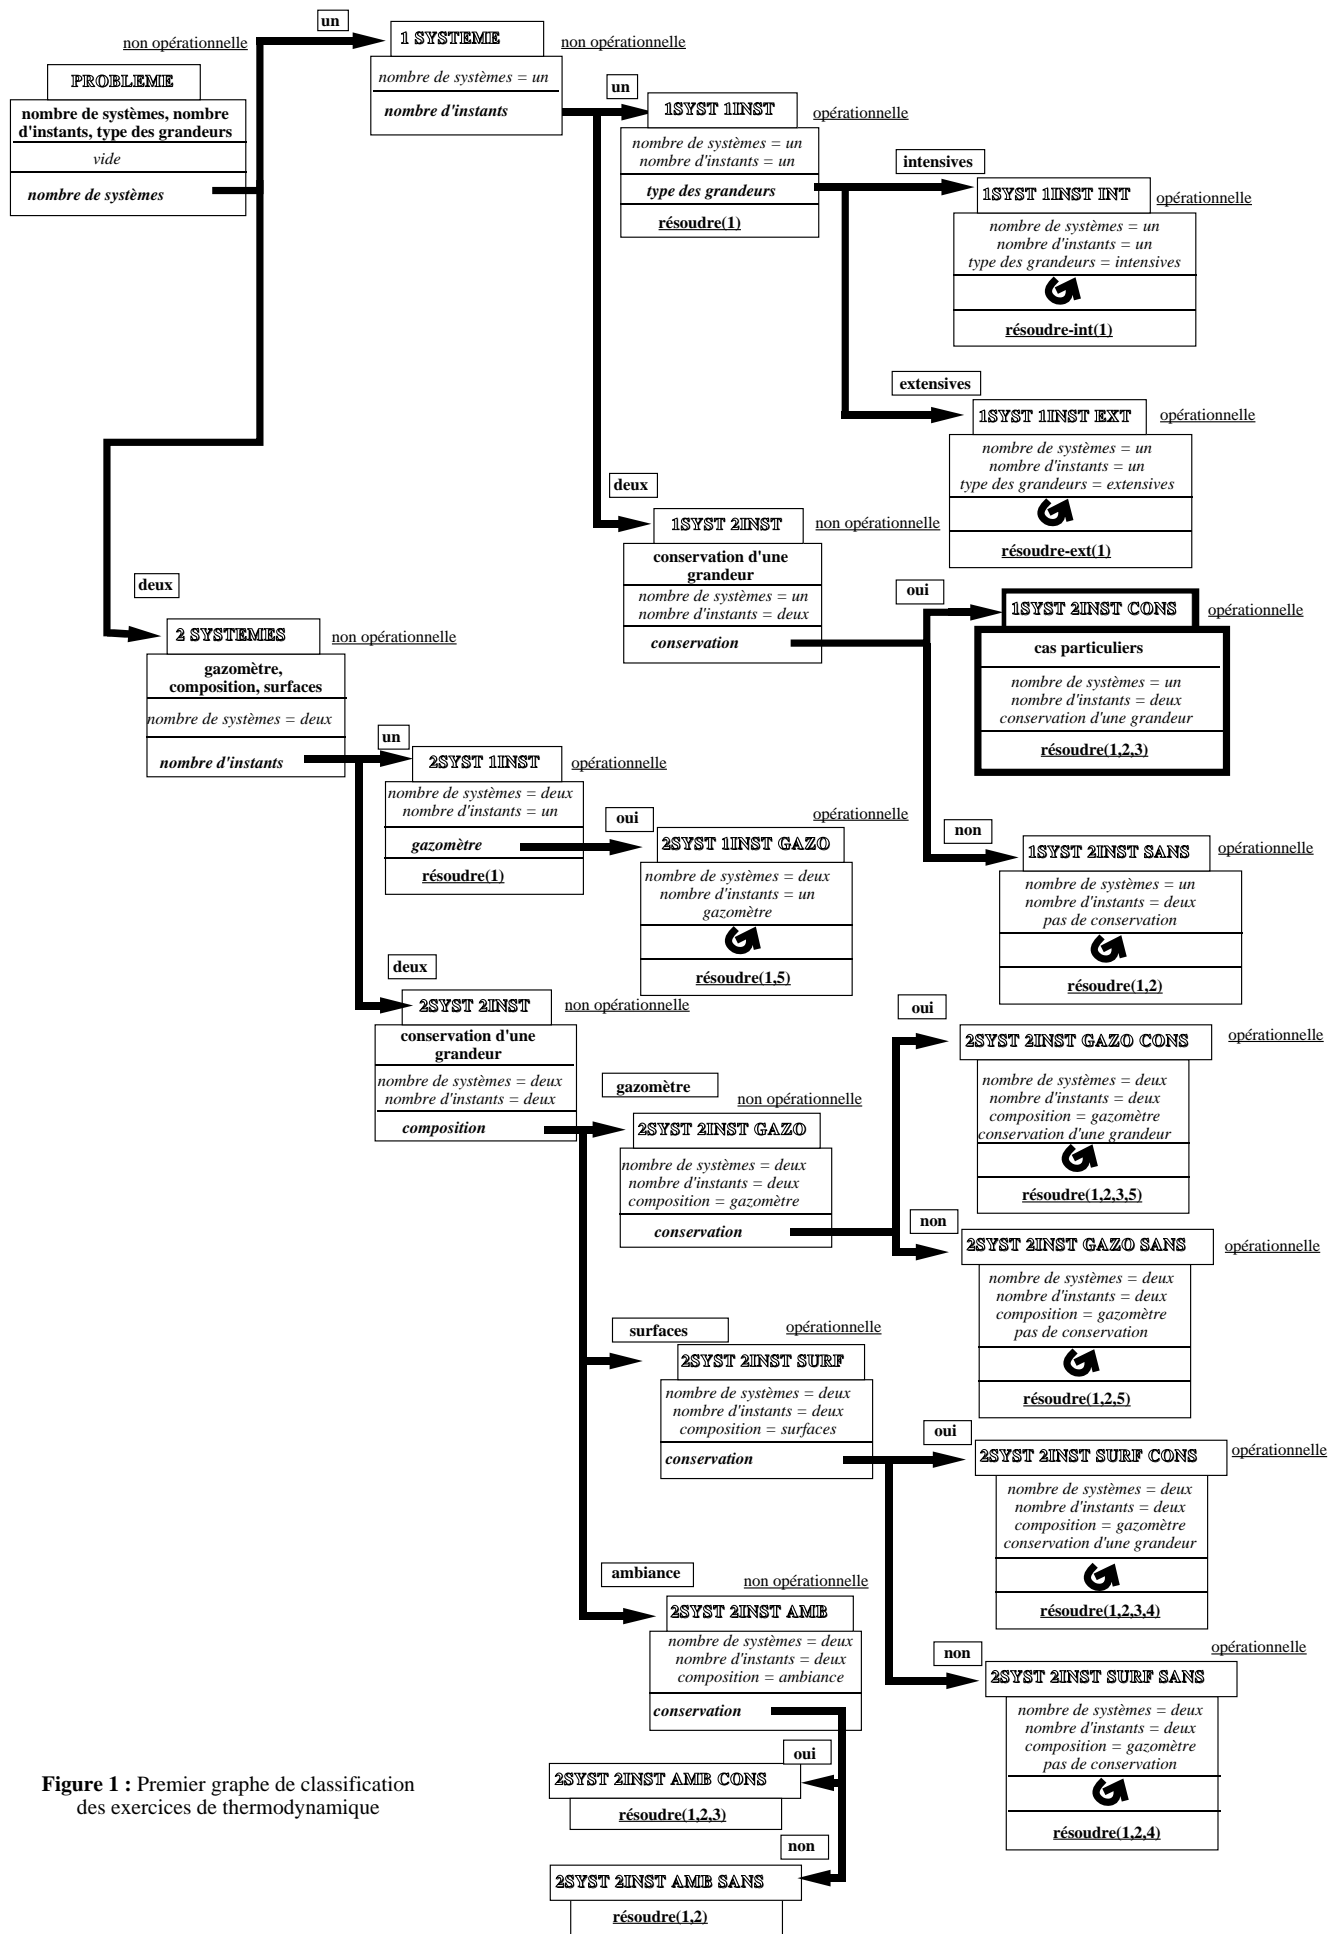 un
non opérationnelle
1 SYSTEME
non opérationnelle
PROBLEME
nombre de systèmes, nombre
d'instants, type des grandeurs
vide
nombre de systèmes
nombre de systèmes = un
nombre d'instants
un
1SYST 1INST
opérationnelle
nombre de systèmes = un
nombre d'instants = un
type des grandeurs
résoudre(1)
intensives
1SYST 1INST INT
opérationnelle
nombre de systèmes = un
nombre d'instants = un
type des grandeurs = intensives
résoudre-int(1)
extensives
1SYST 1INST EXT
opérationnelle
nombre de systèmes = un
nombre d'instants = un
type des grandeurs = extensives
résoudre-ext(1)
deux
1SYST 2INST
non opérationnelle
conservation d'une
grandeur
nombre de systèmes = un
nombre d'instants = deux
conservation
oui
1SYST 2INST CONS
opérationnelle
cas particuliers
nombre de systèmes = un
nombre d'instants = deux
conservation d'une grandeur
résoudre(1,2,3)
non
1SYST 2INST SANS
opérationnelle
nombre de systèmes = un
nombre d'instants = deux
pas de conservation
résoudre(1,2)
deux
2 SYSTEMES
non opérationnelle
gazomètre,
composition, surfaces
nombre de systèmes = deux
nombre d'instants
un
2SYST 1INST
opérationnelle
nombre de systèmes = deux
nombre d'instants = un
gazomètre
résoudre(1)
oui
opérationnelle
2SYST 1INST GAZO
nombre de systèmes = deux
nombre d'instants = un
gazomètre
résoudre(1,5)
deux
2SYST 2INST
non opérationnelle
conservation d'une
grandeur
nombre de systèmes = deux
nombre d'instants = deux
composition
gazomètre
non opérationnelle
2SYST 2INST GAZO
nombre de systèmes = deux
nombre d'instants = deux
composition = gazomètre
conservation
oui
2SYST 2INST GAZO CONS
opérationnelle
nombre de systèmes = deux
nombre d'instants = deux
composition = gazomètre
conservation d'une grandeur
résoudre(1,2,3,5)
non
2SYST 2INST GAZO SANS
opérationnelle
nombre de systèmes = deux
nombre d'instants = deux
composition = gazomètre
pas de conservation
résoudre(1,2,5)
surfaces
opérationnelle
2SYST 2INST SURF
nombre de systèmes = deux
nombre d'instants = deux
composition = surfaces
conservation
oui
2SYST 2INST SURF CONS
opérationnelle
nombre de systèmes = deux
nombre d'instants = deux
composition = gazomètre
conservation d'une grandeur
résoudre(1,2,3,4)
non
opérationnelle
2SYST 2INST SURF SANS
nombre de systèmes = deux
nombre d'instants = deux
composition = gazomètre
pas de conservation
résoudre(1,2,4)
ambiance
non opérationnelle
2SYST 2INST AMB
nombre de systèmes = deux
nombre d'instants = deux
composition = ambiance
conservation
oui
2SYST 2INST AMB CONS
résoudre(1,2,3)
non
2SYST 2INST AMB SANS
résoudre(1,2)
Figure 1 : Premier graphe de classification
des exercices de thermodynamique